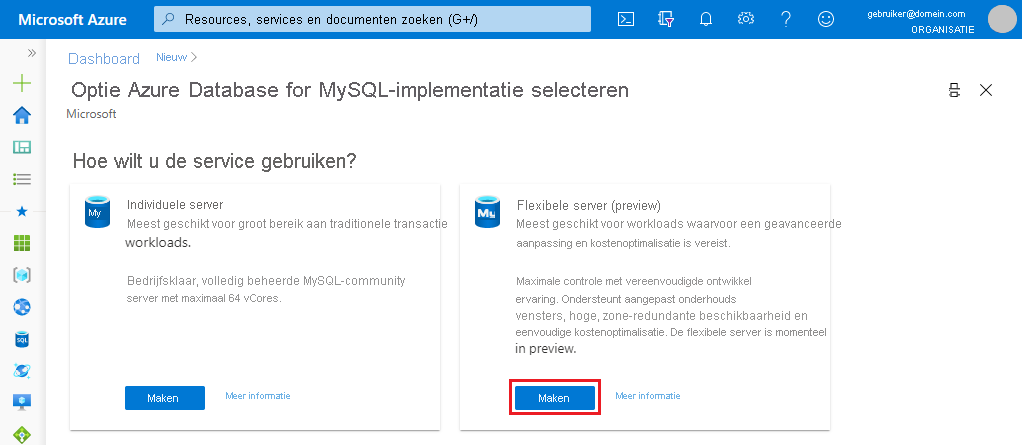 Microsoft Azure
Resources, services en documenten zoeken (G+/)
gebruiker@domein.com
ORGANISATIE
Dashboard Nieuw
Optie Azure Database for MySQL-implementatie selecteren
Microsoft
Hoe wilt u de service gebruiken?
My
Individuele server
Meest geschikt voor groot bereik aan traditionele transactie
workloads.
Bedrijfsklaar, volledig beheerde MySQL-community
server met maximaal 64 vCores.
Maken
Meer informatie
My
Flexibele server (preview)
Meest geschikt voor workloads waarvoor een geavanceerde
aanpassing en kostenoptimalisatie is vereist.
Maximale controle met vereenvoudigde ontwikkel
ervaring. Ondersteunt aangepast onderhouds
vensters, hoge, zone-redundante beschikbaarheid en
eenvoudige kostenoptimalisatie. De flexibele server is momenteel
in preview.
Maken
Meer informatie
SQL